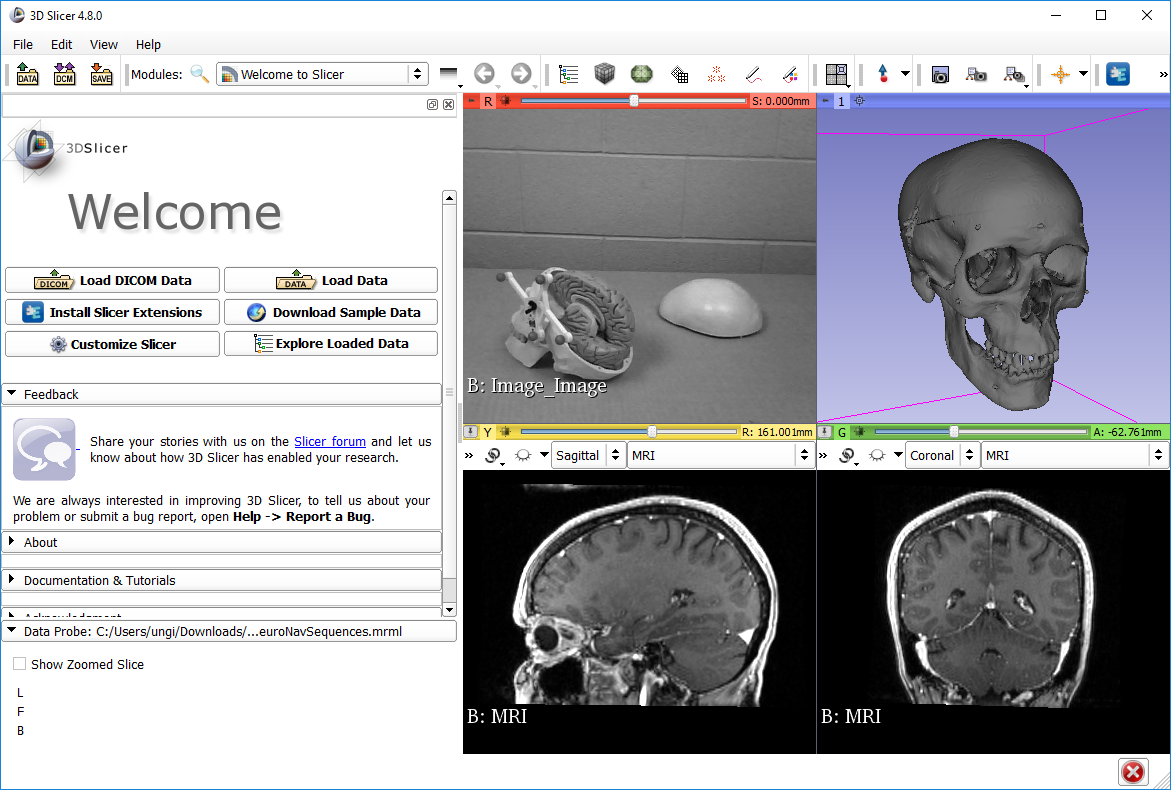 3D Slicer 4.8.0
File Edit View Help
DATA DCM SAVE Modules: Welcome to Slicer
R S: 0.000mm
1
3DSlicer
Welcome
DICOM Load DICOM Data
DATA Load Data
Install Slicer Extensions
Download Sample Data
Customize Slicer
Explore Loaded Data
Feedback
Share your stories with us on the Slicer forum and let us
know about how 3D Slicer has enabled your research.
We are always interested in improving 3D Slicer, to tell us about your
problem or submit a bug report, open Help -> Report a Bug.
About
Documentation & Tutorials
Data Probe: C:/Users/ungi/Downloads/...euroNavSequences.mrml
Show Zoomed Slice
L
F
B
B: Image_Image
Y R: 161.001mm
Sagittal MRI
B: MRI
G A: -62.761mm
Coronal MRI
B: MRI